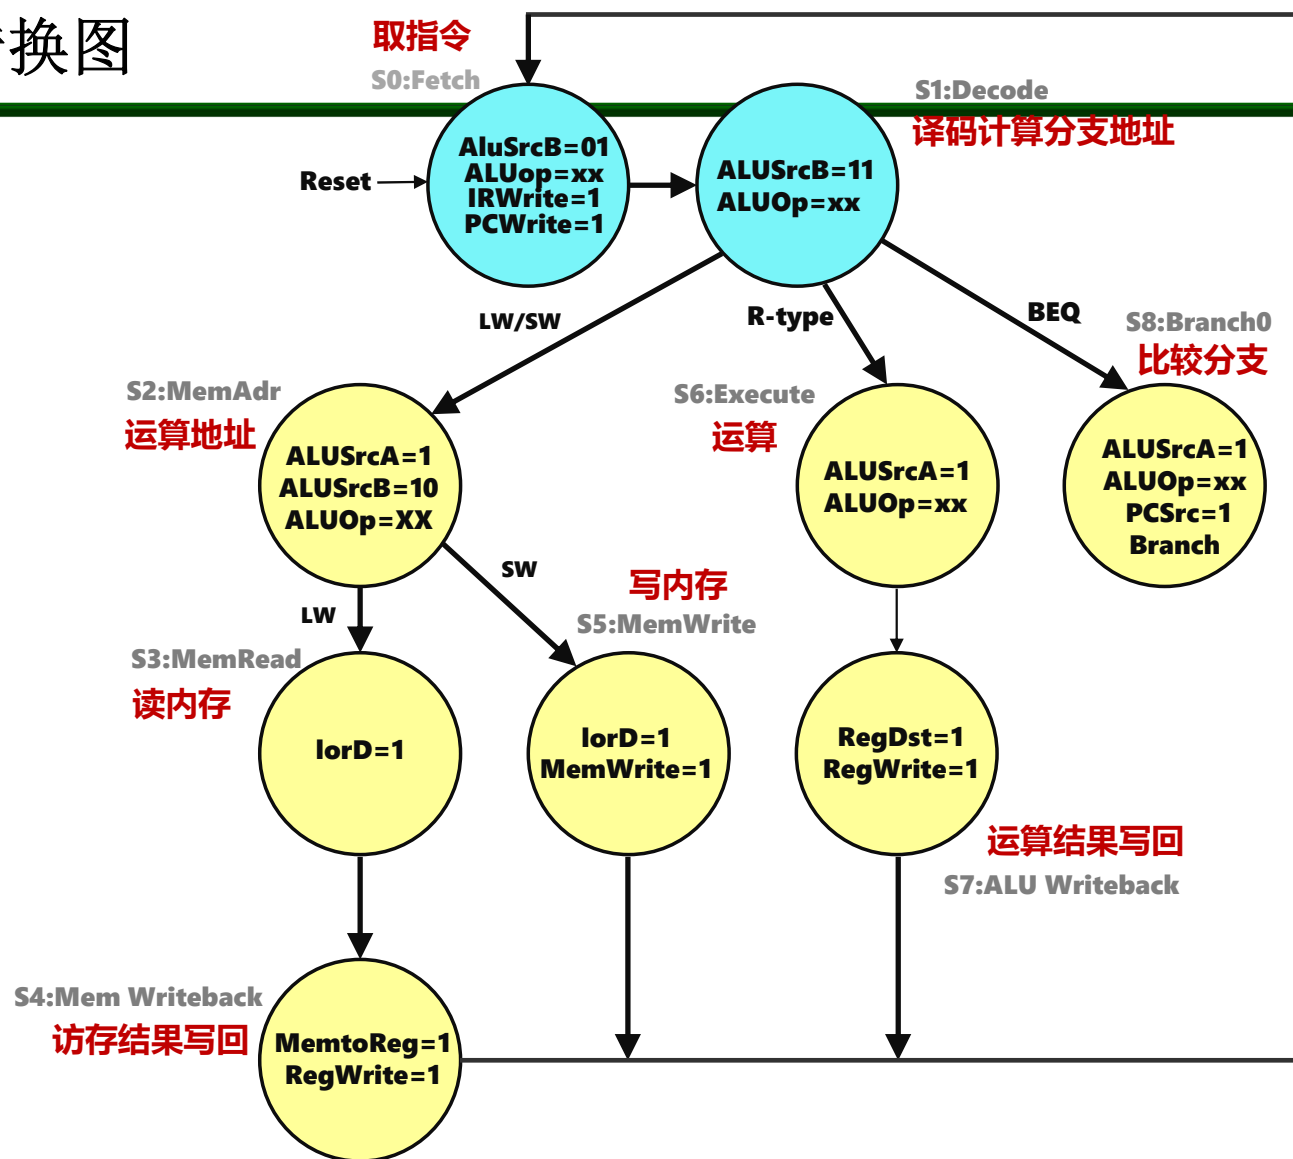 换图
取指令
S0:Fetch
AluSrcB=01
ALUop=xx
IRWrite=1
PCWrite=1
Reset
S1:Decode
译码计算分支地址
ALUSrcB=11
ALUOp=xx
LW/SW
R-type
BEQ
S8:Branch0
比较分支
ALUSrcA=1
ALUOp=xx
PCSrc=1
Branch
S2:MemAdr
运算地址
ALUSrcA=1
ALUSrcB=10
ALUOp=XX
S6:Execute
运算
ALUSrcA=1
ALUOp=xx
LW
SW
S3:MemRead
读内存
IorD=1
写内存
S5:MemWrite
IorD=1
MemWrite=1
RegDst=1
RegWrite=1
运算结果写回
S7:ALU Writeback
S4:Mem Writeback
访存结果写回
MemtoReg=1
RegWrite=1